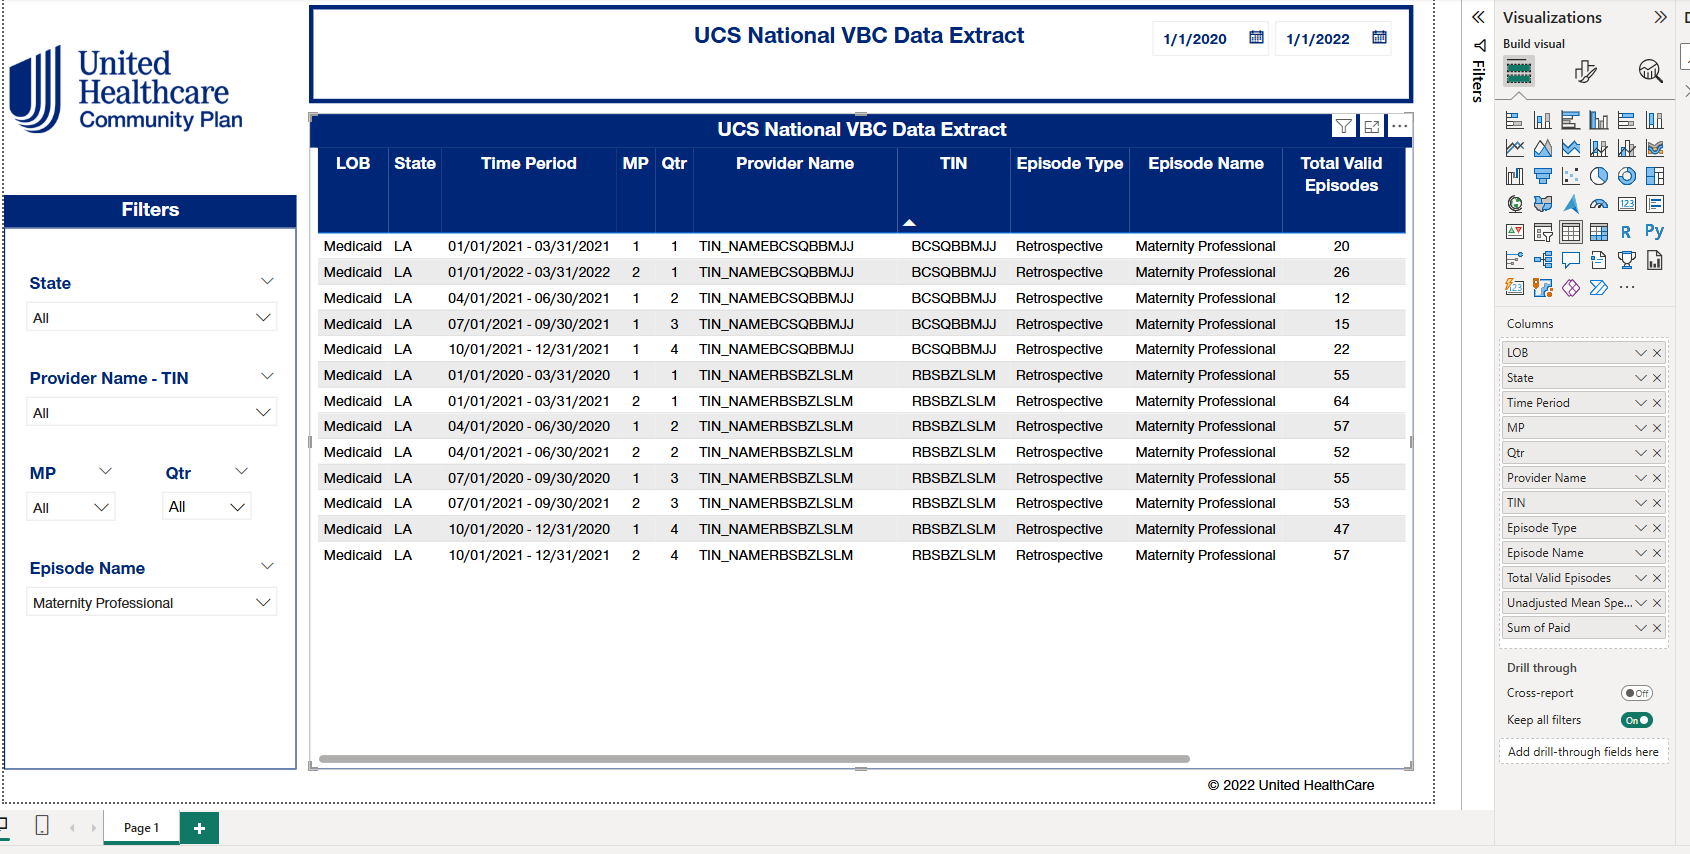 United
Healthcare
Community Plan
UCS National VBC Data Extract
1/1/2020
1/1/2022
Filters
State
All
Provider Name - TIN
All
MP
Qtr
All
All
Episode Name
Maternity Professional
UCS National VBC Data Extract
LOB State Time Period MP Qtr Provider Name TIN Episode Type Episode Name Total Valid Episodes
Medicaid LA 01/01/2021 - 03/31/2021 1 1 TIN_NAMEBCSQBBMJJ BCSQBBMJJ Retrospective Maternity Professional 20
Medicaid LA 01/01/2022 - 03/31/2022 2 1 TIN_NAMEBCSQBBMJJ BCSQBBMJJ Retrospective Maternity Professional 26
Medicaid LA 04/01/2021 - 06/30/2021 1 2 TIN_NAMEBCSQBBMJJ BCSQBBMJJ Retrospective Maternity Professional 12
Medicaid LA 07/01/2021 - 09/30/2021 1 3 TIN_NAMEBCSQBBMJJ BCSQBBMJJ Retrospective Maternity Professional 15
Medicaid LA 10/01/2021 - 12/31/2021 1 4 TIN_NAMEBCSQBBMJJ BCSQBBMJJ Retrospective Maternity Professional 22
Medicaid LA 01/01/2020 - 03/31/2020 1 1 TIN_NAMERBSBZLSLM RBSBZLSLM Retrospective Maternity Professional 55
Medicaid LA 01/01/2021 - 03/31/2021 2 1 TIN_NAMERBSBZLSLM RBSBZLSLM Retrospective Maternity Professional 64
Medicaid LA 04/01/2020 - 06/30/2020 1 2 TIN_NAMERBSBZLSLM RBSBZLSLM Retrospective Maternity Professional 57
Medicaid LA 04/01/2021 - 06/30/2021 2 2 TIN_NAMERBSBZLSLM RBSBZLSLM Retrospective Maternity Professional 52
Medicaid LA 07/01/2020 - 09/30/2020 1 3 TIN_NAMERBSBZLSLM RBSBZLSLM Retrospective Maternity Professional 55
Medicaid LA 07/01/2021 - 09/30/2021 2 3 TIN_NAMERBSBZLSLM RBSBZLSLM Retrospective Maternity Professional 53
Medicaid LA 10/01/2020 - 12/31/2020 1 4 TIN_NAMERBSBZLSLM RBSBZLSLM Retrospective Maternity Professional 47
Medicaid LA 10/01/2021 - 12/31/2021 2 4 TIN_NAMERBSBZLSLM RBSBZLSLM Retrospective Maternity Professional 57
© 2022 United HealthCare
Page 1
Filters
Visualizations
Build visual
123
R
Py
123
Columns
LOB
State
Time Period
MP
Qtr
Provider Name
TIN
Episode Type
Episode Name
Total Valid Episodes
Unadjusted Mean Spe...
Sum of Paid
Drill through
Cross-report
Off
Keep all filters
On
Add drill-through fields here